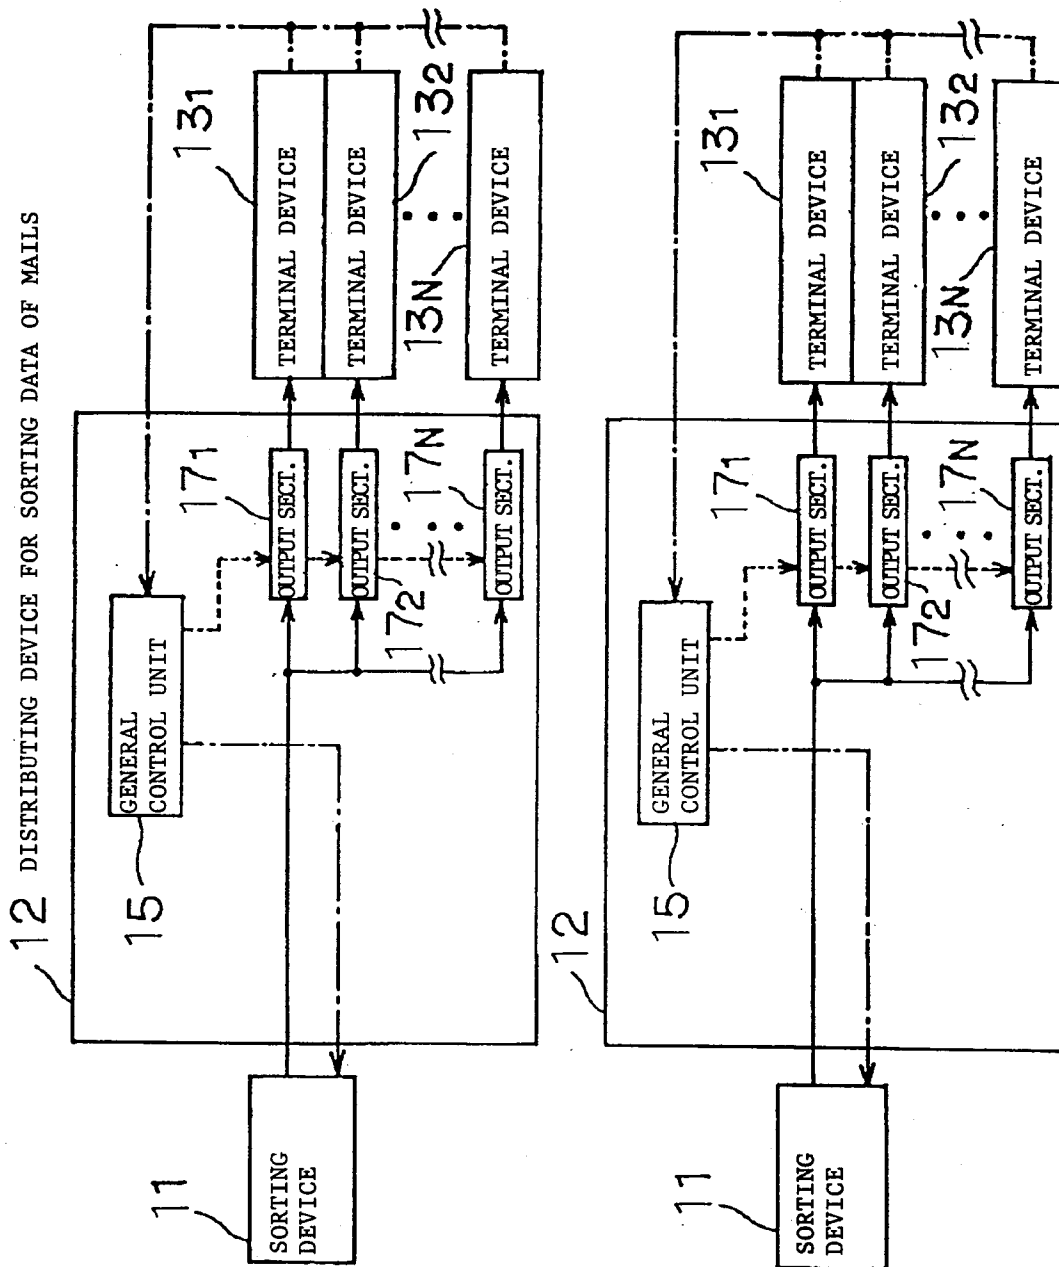 12 DISTRIBUTING DEVICE FOR SORTING DATA OF MAILS
11
SORTING
DEVICE
15
GENERAL
CONTROL UNIT
171
OUTPUT SECT.
172
OUTPUT SECT.
17N
OUTPUT SECT.
131
TERMINAL DEVICE
132
TERMINAL DEVICE
13N
TERMINAL DEVICE
12
11
SORTING
DEVICE
15
GENERAL
CONTROL UNIT
171
OUTPUT SECT.
172
OUTPUT SECT.
17N
OUTPUT SECT.
131
TERMINAL DEVICE
132
TERMINAL DEVICE
13N
TERMINAL DEVICE